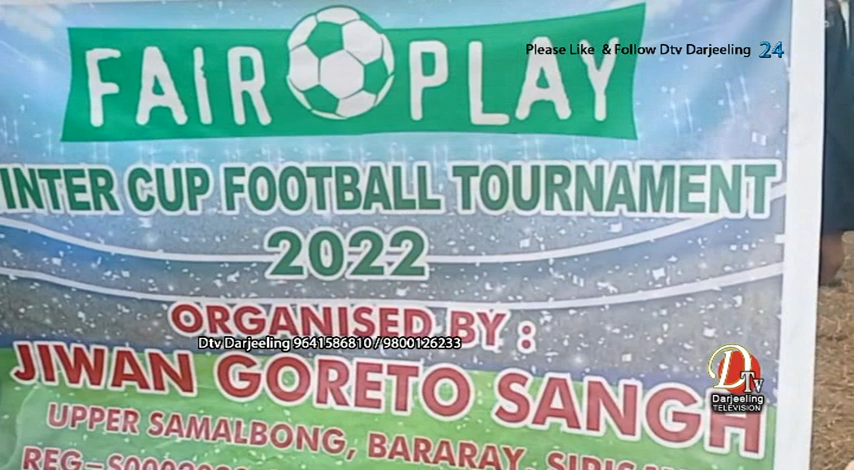 Please Like & Follow Dtv Darjeeling 24
FAIR PLAY
INTER CUP FOOTBALL TOURNAMENT
2022
ORGANISED BY :
Dtv Darjeeling 9641586810 / 9800126233
JIWAN GORETO SANGH
UPPER SAMALBONG, BARARAY,
DTv
Darjeeling
TELEVISION